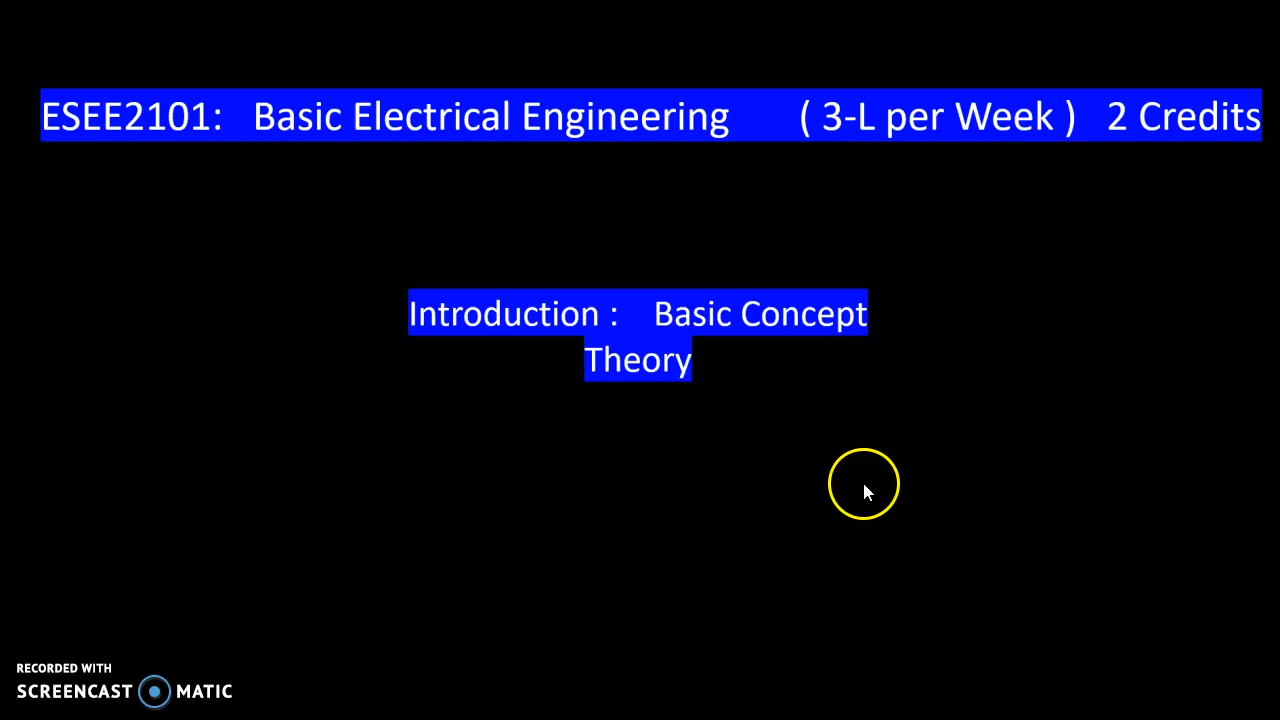 ESEE2101: Basic Electrical Engineering ( 3-L per Week ) 2 Credits
Introduction : Basic Concept
Theory
RECORDED WITH
SCREENCAST MATIC